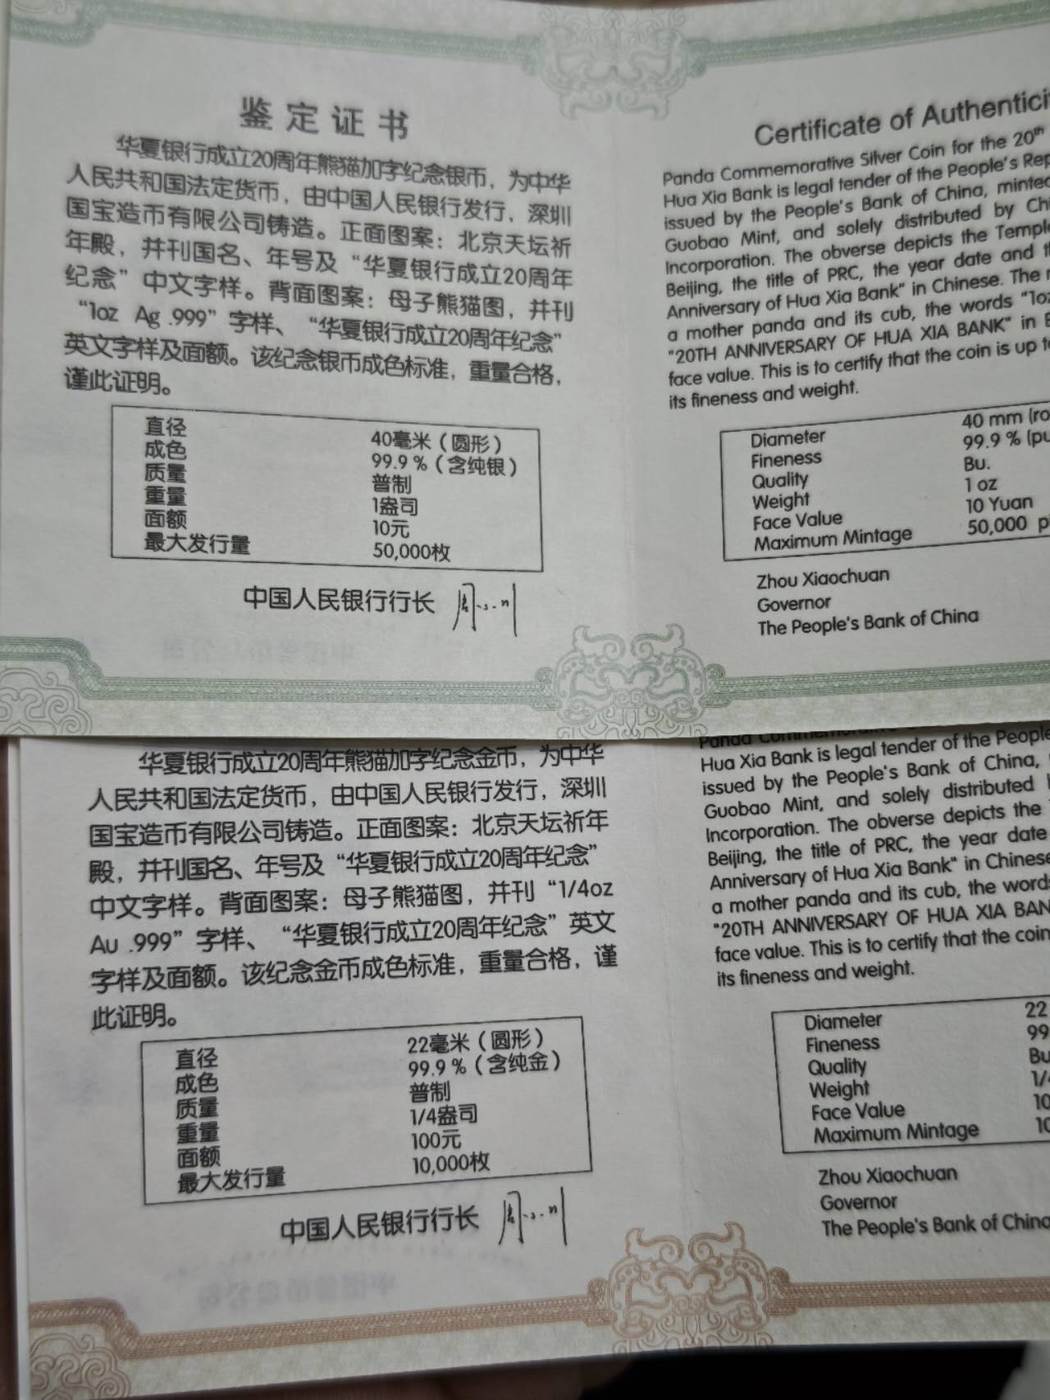 鉴定证书
华夏银行成立20周年熊猫加字纪念银币，为中华
人民共和国法定货币，由中国人民银行发行，深圳
国宝造币有限公司铸造。正面图案：北京天坛祈
年殿，并刊国名、年号及“华夏银行成立20周年
纪念”中文字样。背面图案：母子熊猫图，并刊
“1oz Ag .999”字样、“华夏银行成立20周年纪念”
英文字样及面额。该纪念银币成色标准，重量合格，
谨此证明。
直径 40毫米（圆形）
成色 99.9%（含纯银）
质量 普制
重量 1盎司
面额 10元
最大发行量 50,000枚
中国人民银行行长
Certificate of Authentici
Panda Commemorative Silver Coin for the 20th
Hua Xia Bank is legal tender of the People's Rep
issued by the People's Bank of China, minted
Guobao Mint, and solely distributed by Chi
Incorporation. The obverse depicts the Temple
Beijing, the title of PRC, the year date and t
Anniversary of Hua Xia Bank" in Chinese. The r
a mother panda and its cub, the words "1oz
"20TH ANNIVERSARY OF HUA XIA BANK" in E
face value. This is to certify that the coin is up t
its fineness and weight.
Diameter 40 mm (ro
Fineness 99.9 % (pu
Quality Bu.
Weight 1 oz
Face Value 10 Yuan
Maximum Mintage 50,000 p
Zhou Xiaochuan
Governor
The People's Bank of China
华夏银行成立20周年熊猫加字纪念金币，为中华
人民共和国法定货币，由中国人民银行发行，深圳
国宝造币有限公司铸造。正面图案：北京天坛祈年
殿，并刊国名、年号及“华夏银行成立20周年纪念”
中文字样。背面图案：母子熊猫图，并刊“1/4oz
Au .999”字样、“华夏银行成立20周年纪念”英文
字样及面额。该纪念金币成色标准，重量合格，谨
此证明。
直径 22毫米（圆形）
成色 99.9%（含纯金）
质量 普制
重量 1/4盎司
面额 100元
最大发行量 10,000枚
中国人民银行行长
Panda Commemorative
Hua Xia Bank is legal tender of the People
issued by the People's Bank of China,
Guobao Mint, and solely distributed
Incorporation. The obverse depicts the
Beijing, the title of PRC, the year date
Anniversary of Hua Xia Bank" in Chinese
a mother panda and its cub, the word
"20TH ANNIVERSARY OF HUA XIA BAN
face value. This is to certify that the coin
its fineness and weight.
Diameter 22
Fineness 99
Quality Bu
Weight 1/
Face Value 10
Maximum Mintage 10
Zhou Xiaochuan
Governor
The People's Bank of China